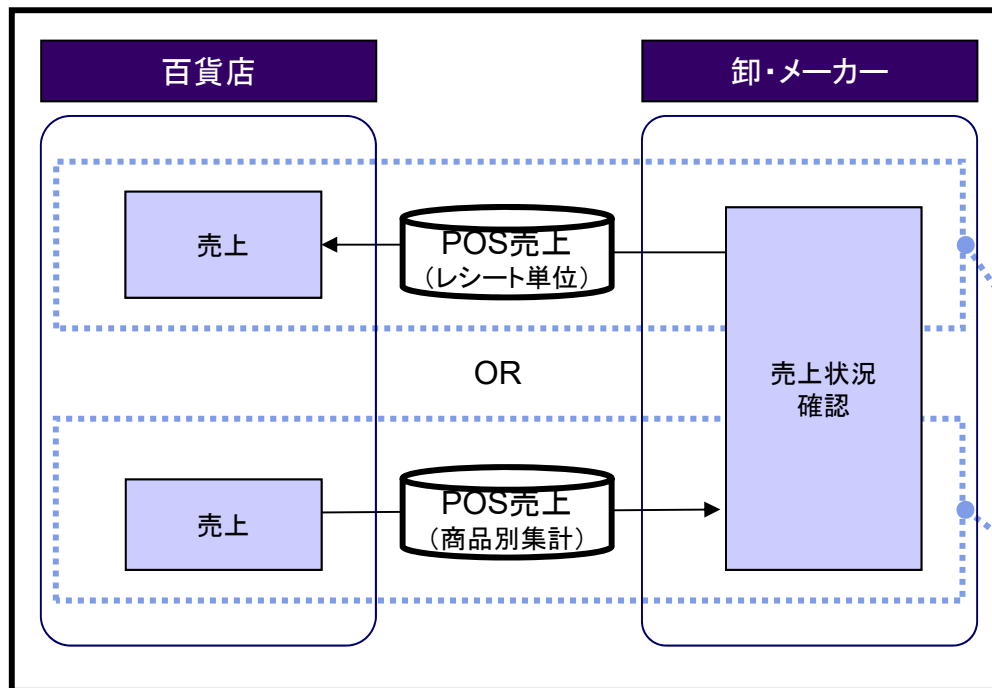 百貨店
卸・メーカー
売上
POS売上
（レシート単位）
OR
売上状況
確認
売上
POS売上
（商品別集計）